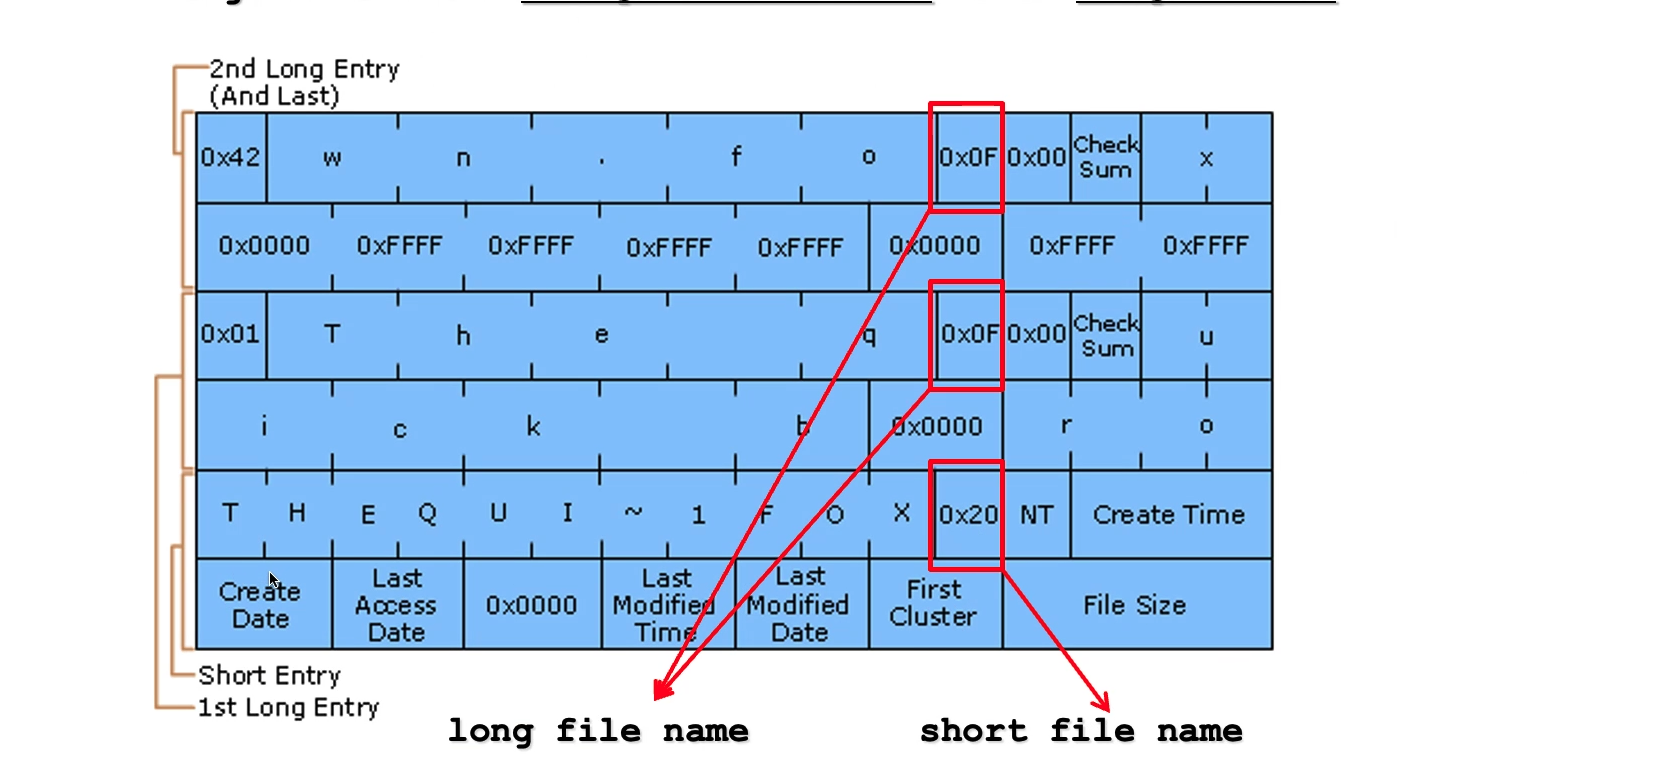 2nd Long Entry
(And Last)
0x42 w n . f o 0x0F 0x00 Check Sum x
0x0000 0xFFFF 0xFFFF 0xFFFF 0xFFFF 0x0000 0xFFFF 0xFFFF
0x01 T h e q 0x0F 0x00 Check Sum u
i c k b 0x0000 r o
T H E Q U I ~ 1 F O X 0x20 NT Create Time
Create Date Last Access Date 0x0000 Last Modified Time Last Modified Date First Cluster File Size
Short Entry
1st Long Entry
long file name short file name